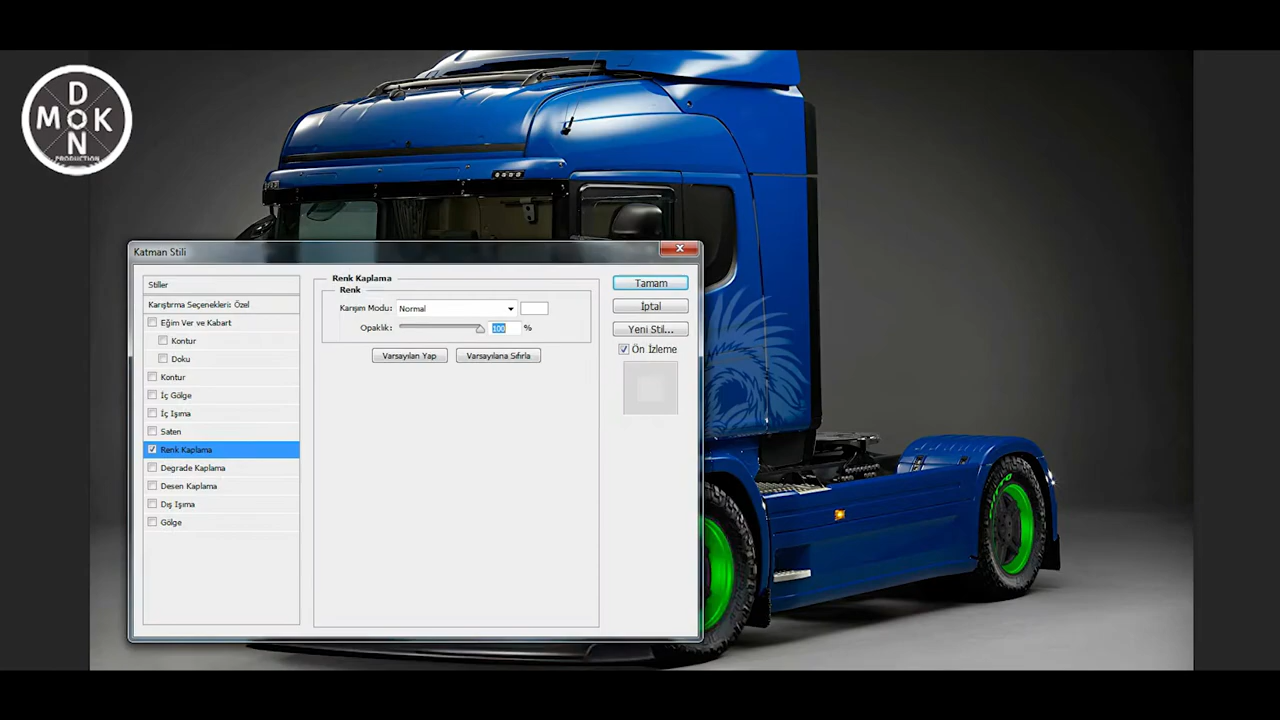 D
MOK
N
PRODUCTION
Katman Stili
Stiller
Karıştırma Seçenekleri: Özel
Eğim Ver ve Kabart
Kontur
Doku
Kontur
İç Gölge
İç Işıma
Saten
Renk Kaplama
Degrade Kaplama
Desen Kaplama
Dış Işıma
Gölge
Renk Kaplama
Renk
Karışım Modu: Normal
Opaklık: 100 %
Varsayılan Yap Varsayılana Sıfırla
Tamam
İptal
Yeni Stil...
Ön İzleme